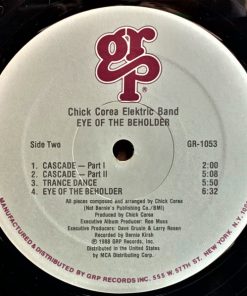 grp
®
Chick Corea Elektric Band
EYE OF THE BEHOLDER
Side Two GR-1053
1. CASCADE — Part I 2:00
2. CASCADE — Part II 5:08
3. TRANCE DANCE 5:50
4. EYE OF THE BEHOLDER 6:32
All pieces composed and arranged by Chick Corea
(Net Bernie's Publishing Co./BMI)
Produced by Chick Corea
Executive Album Producer: Ron Moss
Executive Producers: Dave Grusin & Larry Rosen
Recording by Bernie Kirsh
℗ 1988 GRP Records, Inc.
Distributed in the United States
by MCA Distributing Corp.
MANUFACTURED & DISTRIBUTED BY GRP RECORDS INC. 555 W. 57TH ST. NEW YORK, N.Y.